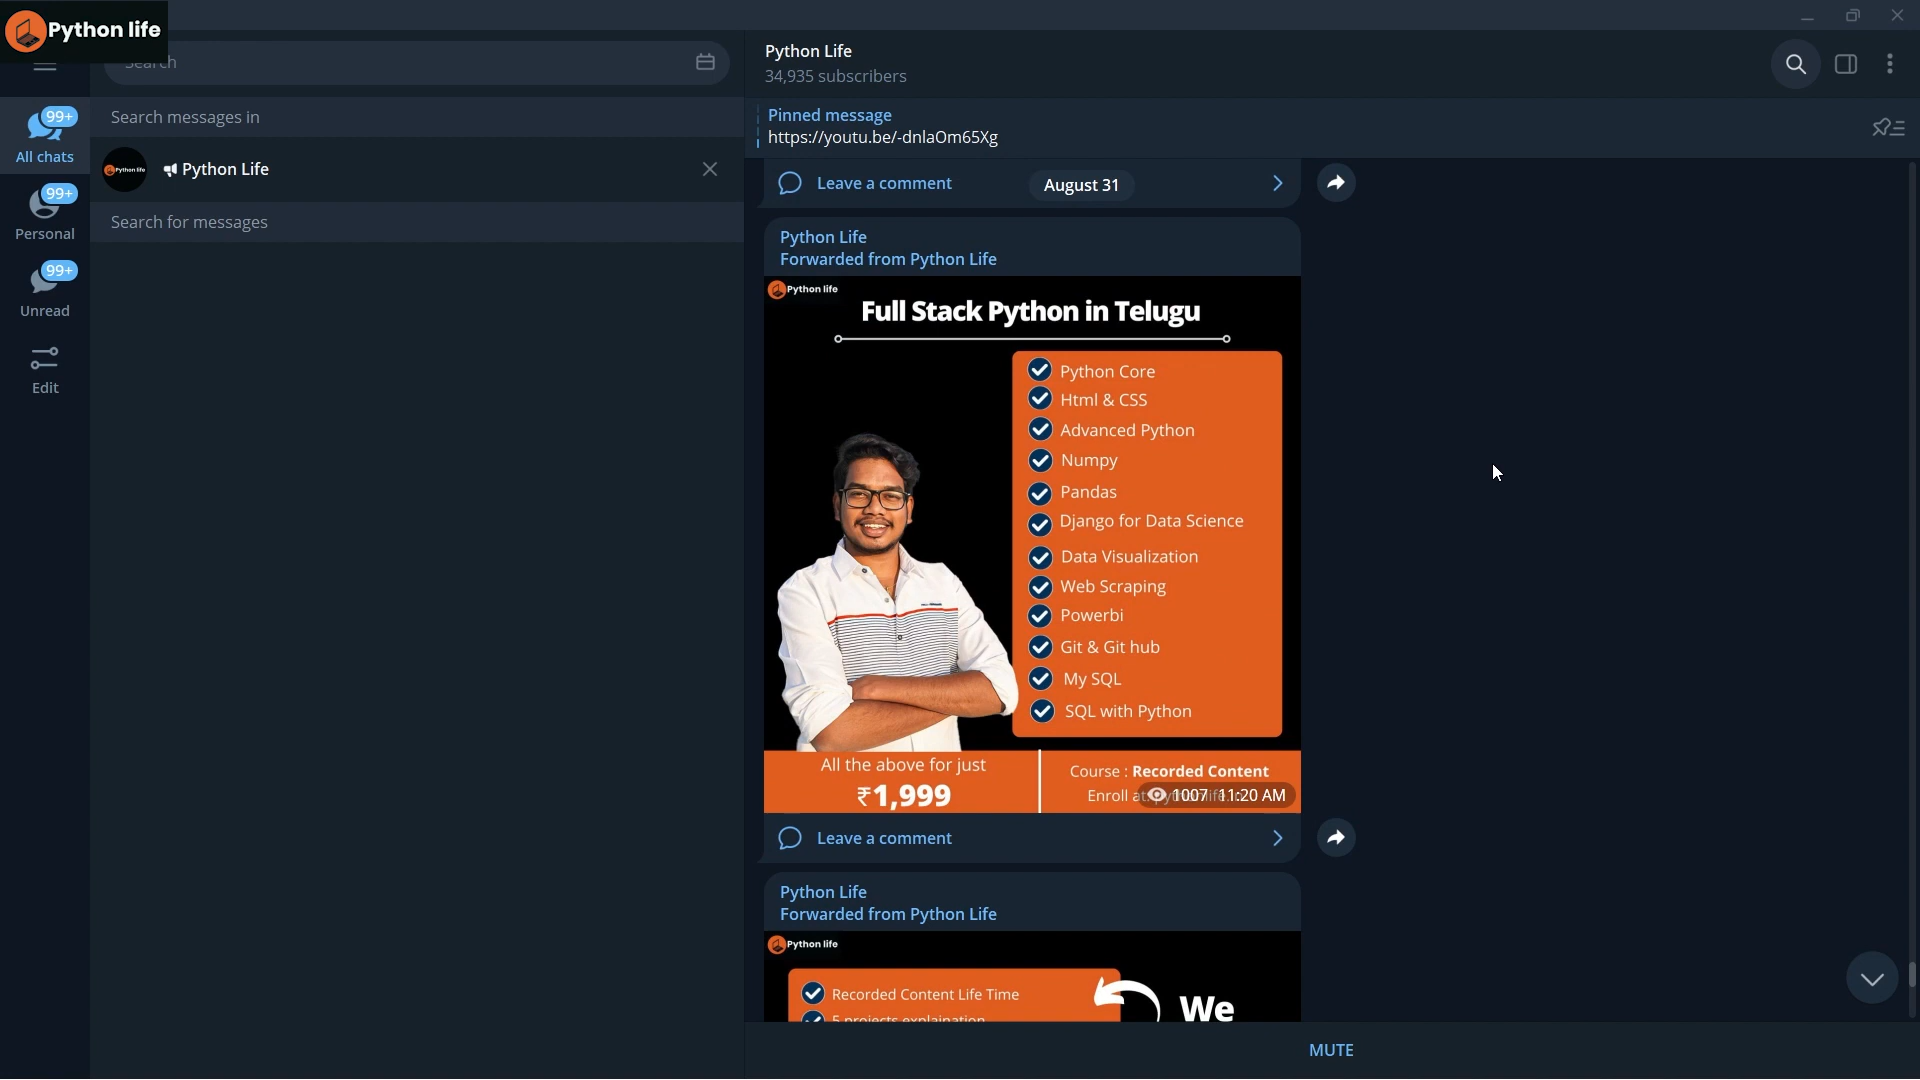 Python life
Search
Search messages in
Python Life
Search for messages
99+
All chats
99+
Personal
99+
Unread
Edit
Python Life
34,935 subscribers
Pinned message
https://youtu.be/-dnlaOm65Xg
Leave a comment
August 31
Python Life
Forwarded from Python Life
Python life
Full Stack Python in Telugu
Python Core
Html & CSS
Advanced Python
Numpy
Pandas
Django for Data Science
Data Visualization
Web Scraping
Powerbi
Git & Git hub
My SQL
SQL with Python
All the above for just
₹1,999
Course : Recorded Content
Enroll at:
1007 11:20 AM
Leave a comment
Python Life
Forwarded from Python Life
Python life
Recorded Content Life Time
5 projects explaination
We
MUTE